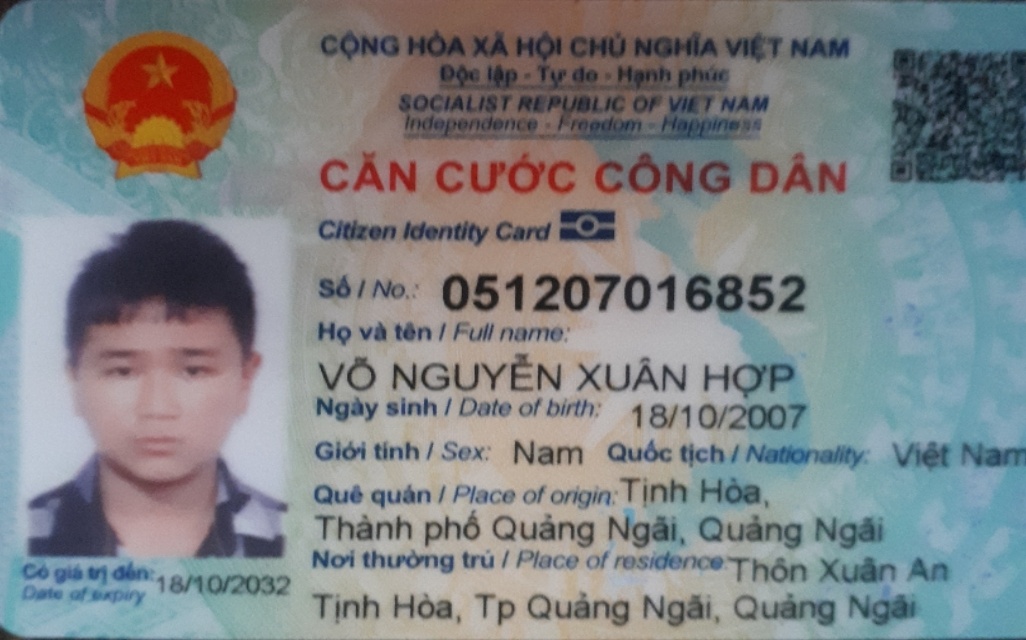 CỘNG HÒA XÃ HỘI CHỦ NGHĨA VIỆT NAM
Độc lập - Tự do - Hạnh phúc
SOCIALIST REPUBLIC OF VIET NAM
Independence - Freedom - Happiness
CĂN CƯỚC CÔNG DÂN
Citizen Identity Card
Số / No.: 051207016852
Họ và tên / Full name:
VÕ NGUYỄN XUÂN HỢP
Ngày sinh / Date of birth: 18/10/2007
Giới tính / Sex: Nam Quốc tịch / Nationality: Việt Nam
Quê quán / Place of origin: Tịnh Hòa,
Thành phố Quảng Ngãi, Quảng Ngãi
Nơi thường trú / Place of residence: Thôn Xuân An
Tịnh Hòa, Tp Quảng Ngãi, Quảng Ngãi
Có giá trị đến: 18/10/2032
Date of expiry